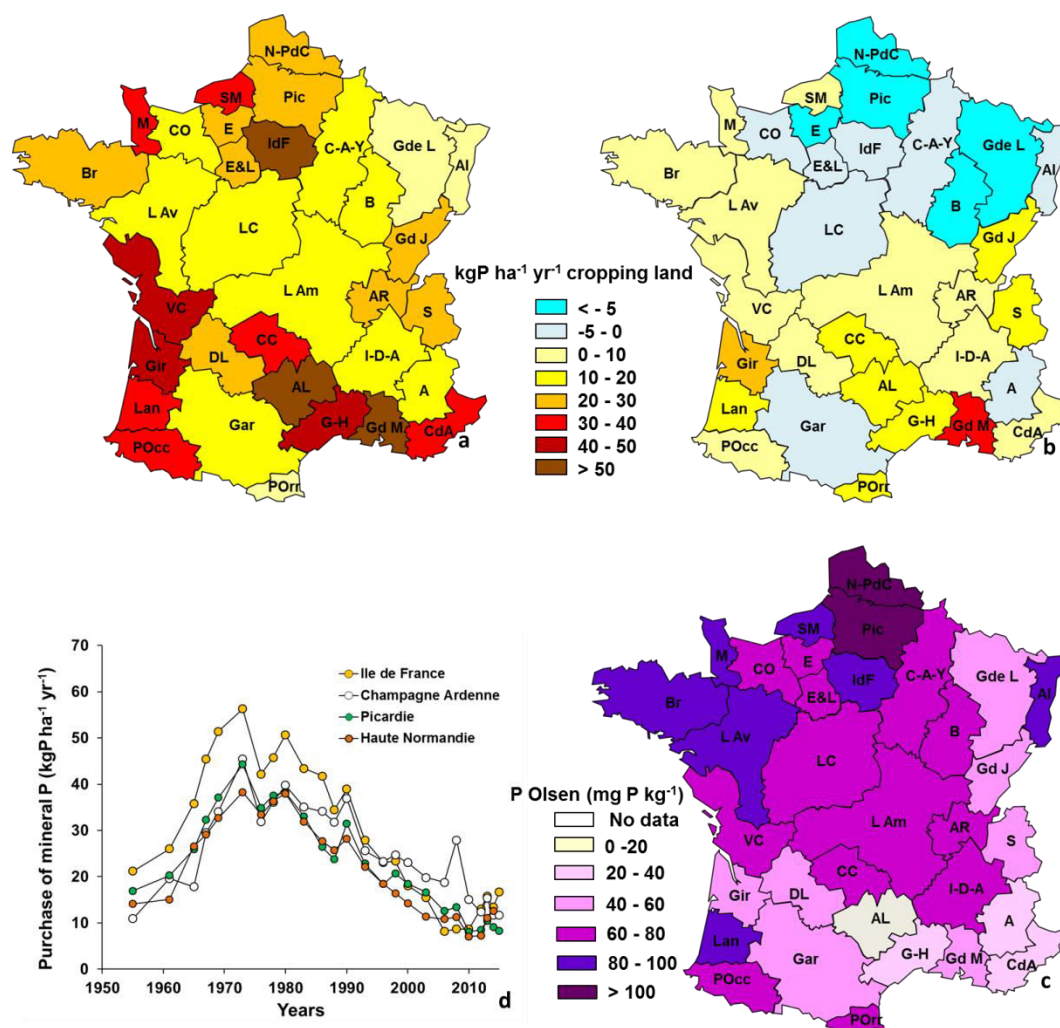 N-PdC
SM
Pic
M
CO
E
IdF
E&L
C-A-Y
Gde L
Al
Br
L Av
LC
B
Gd J
VC
L Am
AR
S
DL
CC
I-D-A
Gir
AL
A
Lan
Gar
G-H
Gd M
CdA
POcc
POrr
a
kgP ha⁻¹ yr⁻¹ cropping land
< - 5
-5 - 0
0 - 10
10 - 20
20 - 30
30 - 40
40 - 50
> 50
N-PdC
SM
Pic
M
CO
E
IdF
E&L
C-A-Y
Gde L
Al
Br
L Av
LC
B
Gd J
VC
L Am
AR
S
DL
CC
I-D-A
Gir
AL
A
Lan
Gar
G-H
Gd M
CdA
POcc
POrr
b
Purchase of mineral P (kgP ha⁻¹ yr⁻¹)
70
60
50
40
30
20
10
0
1950
1960
1970
1980
1990
2000
2010
Years
Ile de France
Champagne Ardenne
Picardie
Haute Normandie
d
P Olsen (mg P kg⁻¹)
No data
0 -20
20 - 40
40 - 60
60 - 80
80 - 100
> 100
N-PdC
SM
Pic
M
CO
E
IdF
E&L
C-A-Y
Gde L
Al
Br
L Av
LC
B
Gd J
VC
L Am
AR
S
DL
CC
I-D-A
Gir
AL
A
Lan
Gar
G-H
Gd M
CdA
POcc
POrr
c